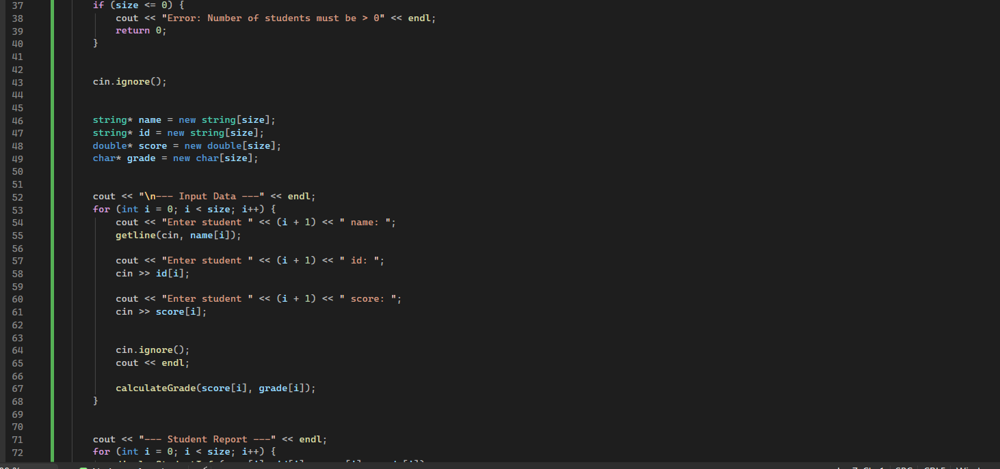 37 if (size <= 0) {
38 cout << "Error: Number of students must be > 0" << endl;
39 return 0;
40 }
41
42
43 cin.ignore();
44
45
46 string* name = new string[size];
47 string* id = new string[size];
48 double* score = new double[size];
49 char* grade = new char[size];
50
51
52 cout << "\n--- Input Data ---" << endl;
53 for (int i = 0; i < size; i++) {
54 cout << "Enter student " << (i + 1) << " name: ";
55 getline(cin, name[i]);
56
57 cout << "Enter student " << (i + 1) << " id: ";
58 cin >> id[i];
59
60 cout << "Enter student " << (i + 1) << " score: ";
61 cin >> score[i];
62
63
64 cin.ignore();
65 cout << endl;
66
67 calculateGrade(score[i], grade[i]);
68 }
69
70
71 cout << "--- Student Report ---" << endl;
72 for (int i = 0; i < size; i++) {